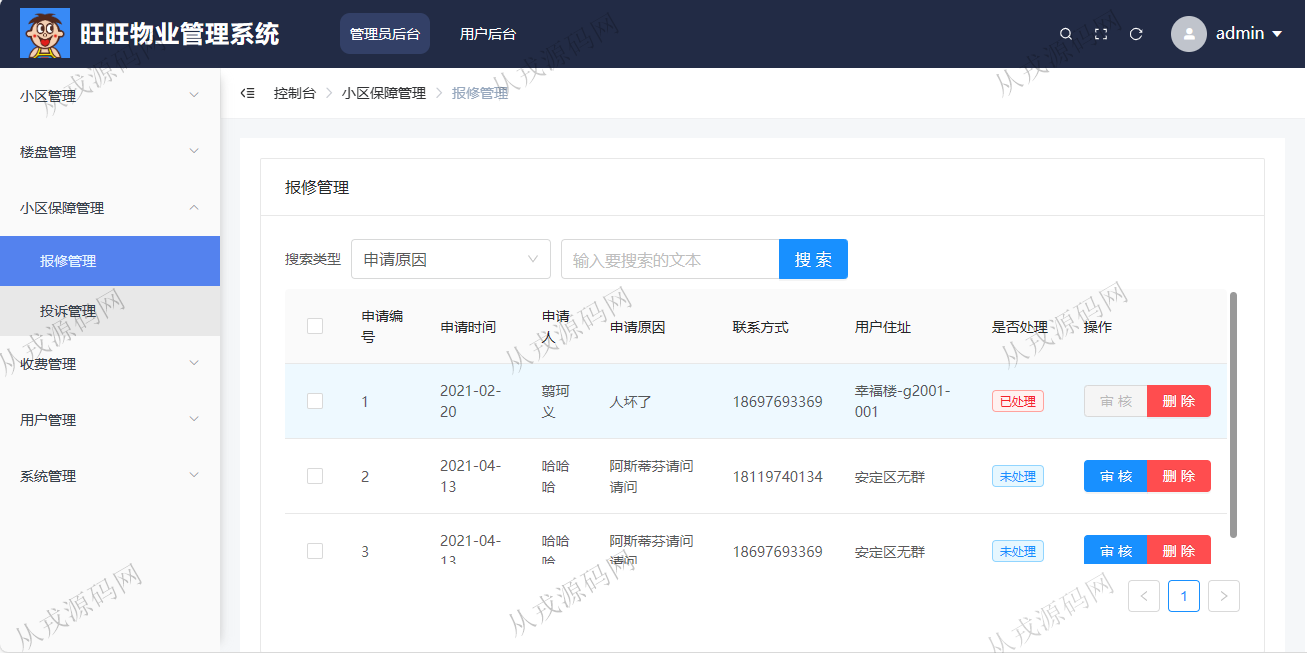 旺旺物业管理系统
管理员后台
用户后台
admin
小区管理
楼盘管理
小区保障管理
报修管理
投诉管理
收费管理
用户管理
系统管理
控制台
小区保障管理
报修管理
报修管理
搜索类型
申请原因
输入要搜索的文本
搜 索
申请编
号
申请时间
申请
人
申请原因
联系方式
用户住址
是否处理
操作
1
2021-02-
20
翦珂
义
人坏了
18697693369
幸福楼-g2001-
001
已处理
审 核
删 除
2
2021-04-
13
哈哈
哈
阿斯蒂芬请问
请问
18119740134
安定区无群
未处理
审 核
删 除
3
2021-04-
13
哈哈
哈
阿斯蒂芬请问
请问
18697693369
安定区无群
未处理
审 核
删 除
1
从戎源码网
从戎源码网
从戎源码网
从戎源码网
从戎源码网
从戎源码网
从戎源码网
从戎源码网
从戎源码网